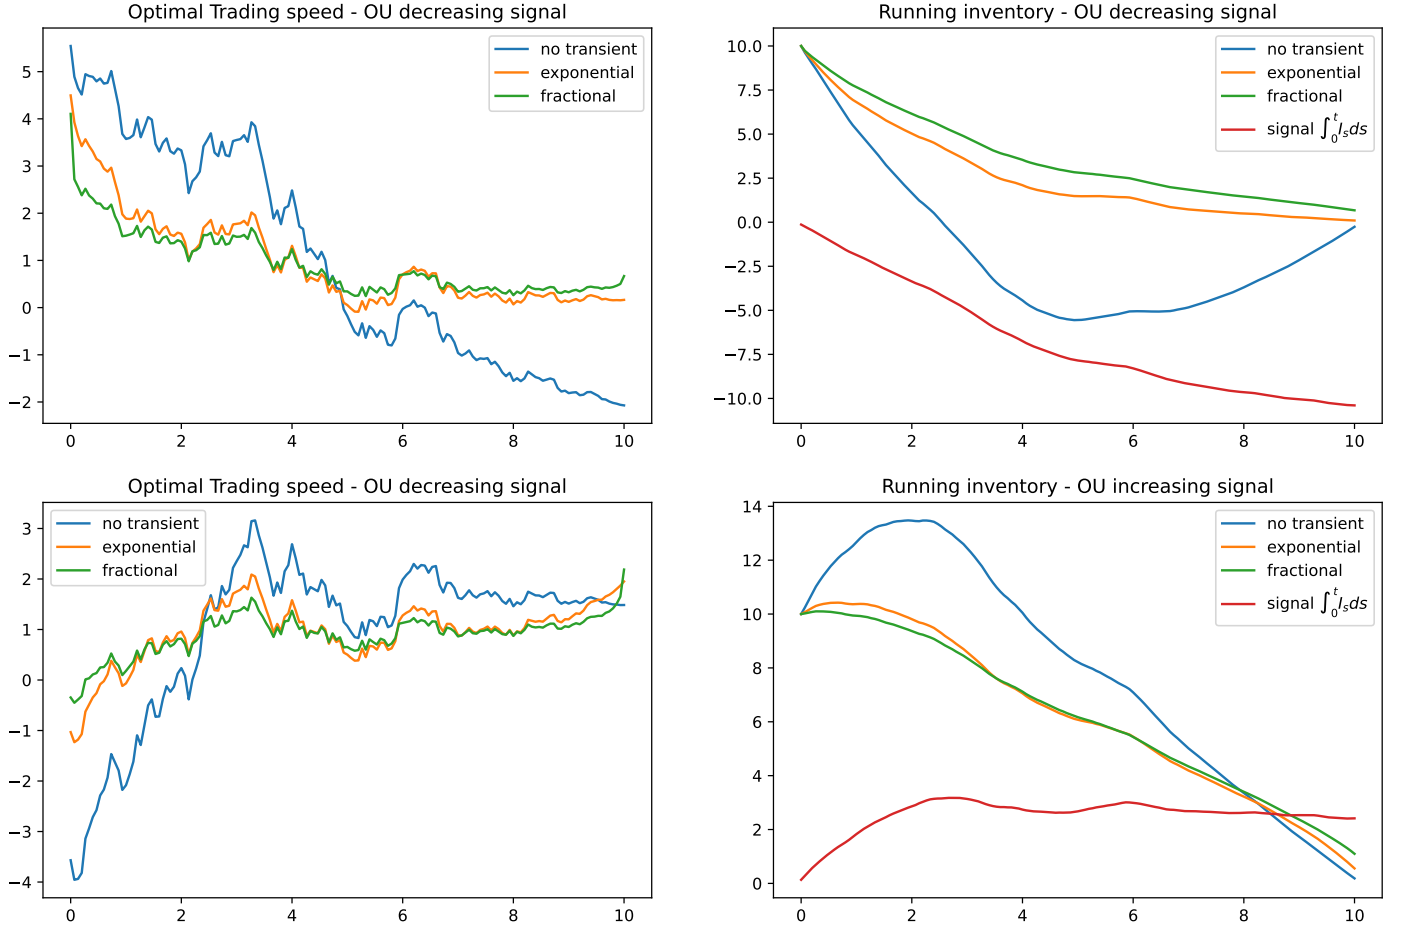 Optimal Trading speed - OU decreasing signal
5
4
3
2
1
0
−1
−2
0 2 4 6 8 10
no transient
exponential
fractional
Running inventory - OU decreasing signal
10.0
7.5
5.0
2.5
0.0
−2.5
−5.0
−7.5
−10.0
0 2 4 6 8 10
no transient
exponential
fractional
signal ∫₀ᵗ Iₛds
Optimal Trading speed - OU decreasing signal
3
2
1
0
−1
−2
−3
−4
0 2 4 6 8 10
no transient
exponential
fractional
Running inventory - OU increasing signal
14
12
10
8
6
4
2
0
0 2 4 6 8 10
no transient
exponential
fractional
signal ∫₀ᵗ Iₛds